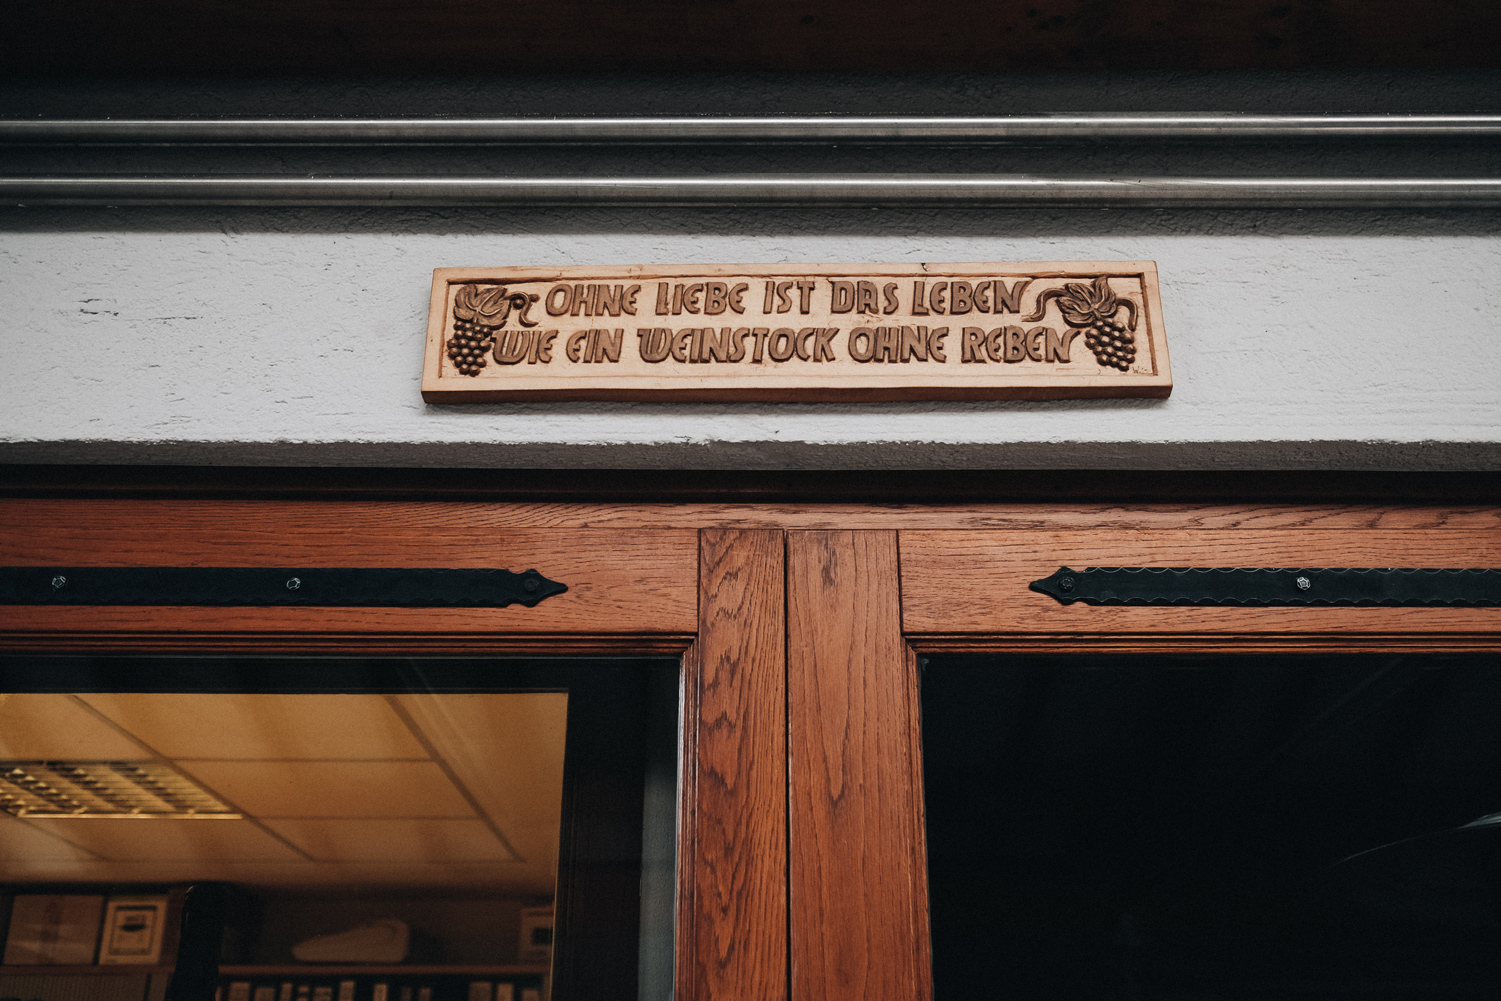 OHNE LIEBE IST DAS LEBEN
WIE EIN WEINSTOCK OHNE REBEN